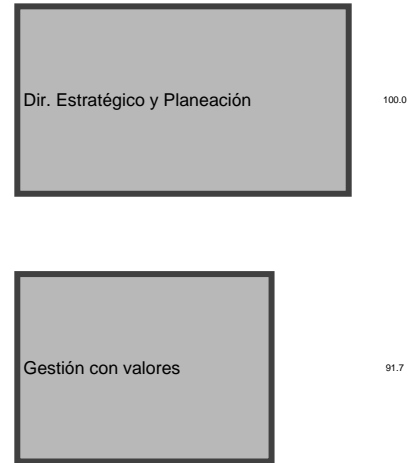 Dir. Estratégico y Planeación 100.0
Gestión con valores 91.7